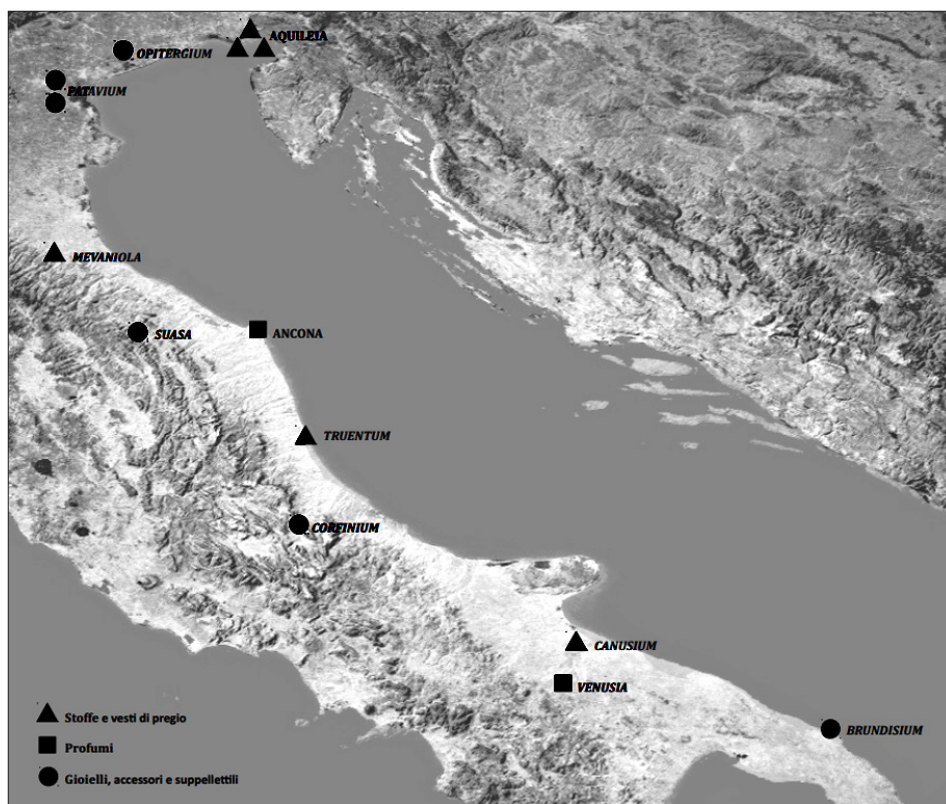 AQUILEIA
OPITERGIUM
PATAVIUM
MEVANIOLA
SUASA
ANCONA
TRUENTUM
CORFINIUM
CANUSIUM
VENUSIA
BRUNDISIUM
Stoffe e vesti di pregio
Profumi
Gioielli, accessori e suppellettili